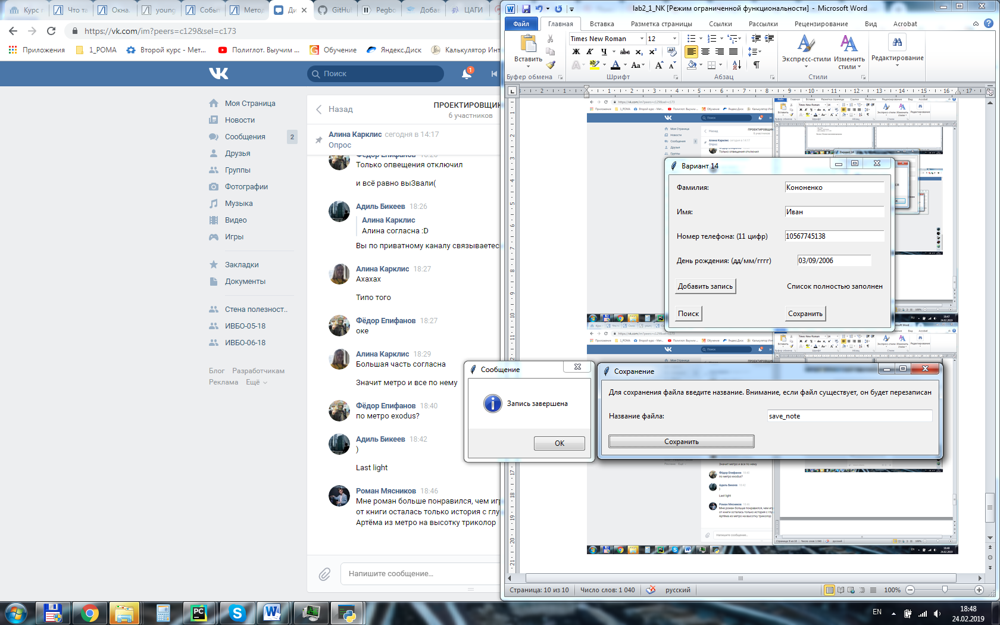 Курс п
Что та
Окна.
young
Событ
Метод
Ди
GitHu
Pegbo
Добав
ЦАГИ
https://vk.com/im?peers=c129&sel=c173
Приложения
1_РОМА
Второй курс - Мет...
Полиглот. Выучим ...
Обучение
Яндекс.Диск
Калькулятор Инт
Поиск
1
Моя Страница
Новости
Сообщения 2
Друзья
Группы
Фотографии
Музыка
Видео
Игры
Закладки
Документы
Стена полезност..
ИВБО-05-18
ИВБО-06-18
Блог Разработчикам
Реклама Ещё
Назад
ПРОЕКТИРОВЩИК
6 участников
Алина Карклис сегодня в 14:17
Опрос
Фёдор Епифанов 18:26
Только опвещения отключил
и всё равно выЗвали(
Адиль Бикеев 18:26
Алина Карклис
Алина согласна :D
Вы по приватному каналу связываетес
Алина Карклис 18:27
Ахахах
Типо того
Фёдор Епифанов 18:27
оке
Алина Карклис 18:29
Большая часть согласна
Значит метро и все по нему
Фёдор Епифанов 18:40
по метро exodus?
Адиль Бикеев 18:42
)
Last light
Роман Мясников 18:46
Мне роман больше понравился, чем игр
от книги осталась только история с глу
Артёма из метро на высотку триколор
Напишите сообщение...
lab2_1_NK [Режим ограниченной функциональности] - Microsoft Word
Файл
Главная
Вставка
Разметка страницы
Ссылки
Рассылки
Рецензирование
Вид
Acrobat
Вставить
Буфер обмена
Times New Roman
12
Шрифт
Абзац
Экспресс-стили
Изменить стили
Стили
Редактирование
Вариант 14
Фамилия: Кононенко
Имя: Иван
Номер телефона: (11 цифр) 10567745138
День рождения: (дд/мм/гггг) 03/09/2006
Добавить запись
Список полностью заполнен
Поиск
Сохранить
Сообщение
Запись завершена
OK
Сохранение
Для сохранения файла введите название. Внимание, если файл существует, он будет перезаписан
Название файла: save_note
Сохранить
Страница: 10 из 10
Число слов: 1 040
русский
100%
EN
18:48
24.02.2019